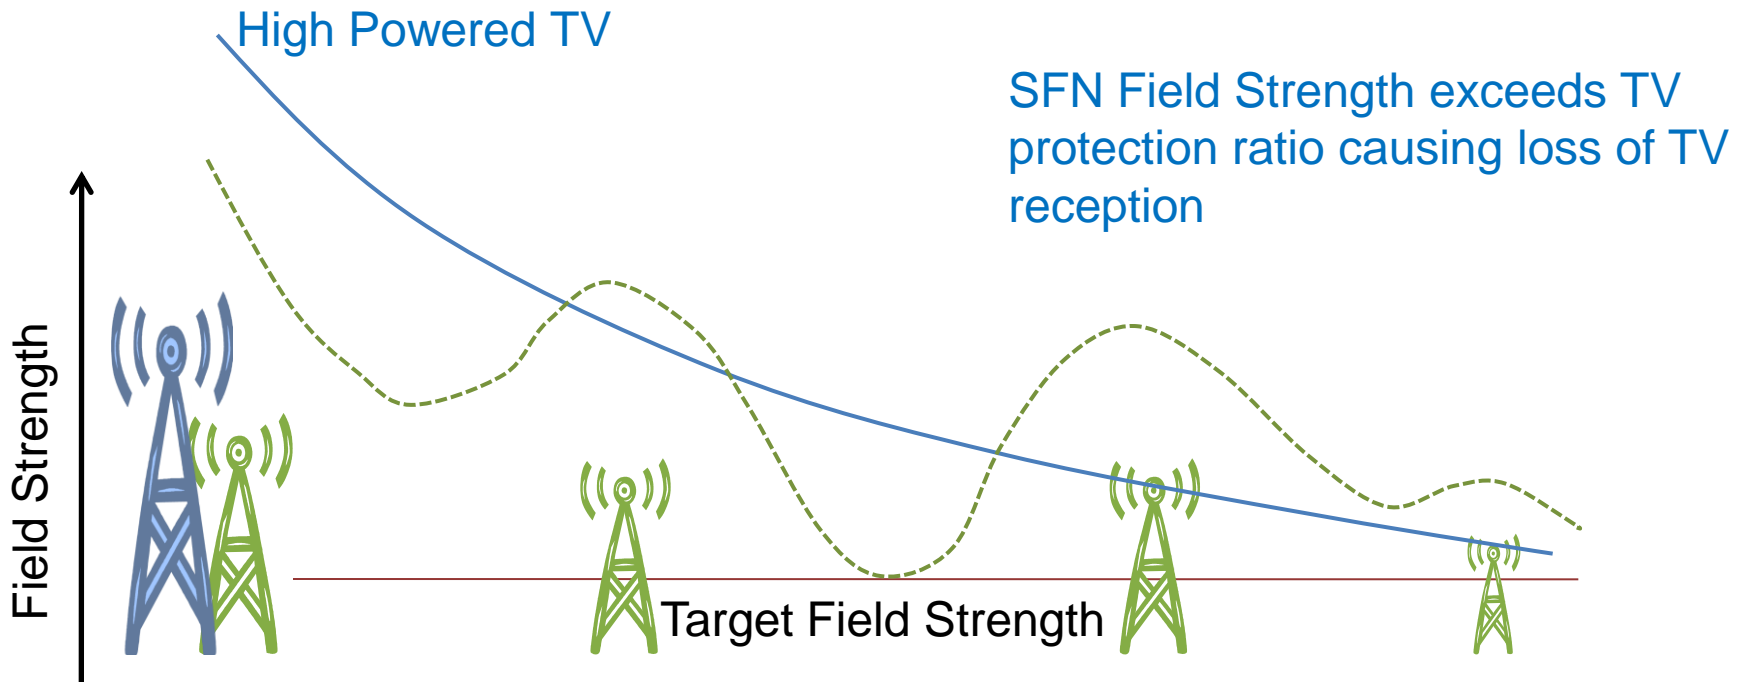 High Powered TV
SFN Field Strength exceeds TV
protection ratio causing loss of TV
reception
Field Strength
Target Field Strength